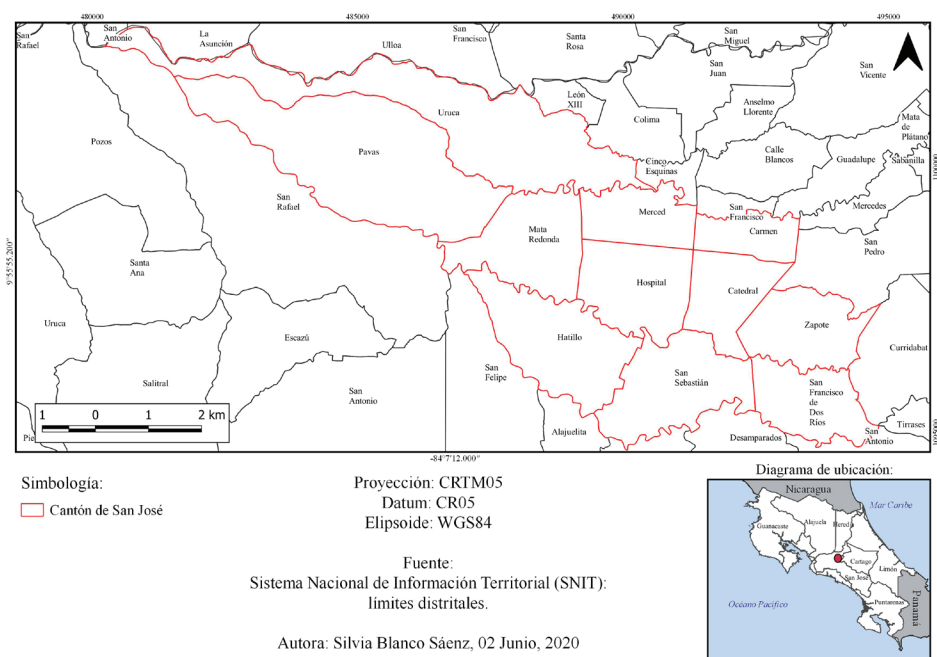 480000
485000
490000
495000
San
Rafael
San
Antonio
La
Asunción
Ulloa
San
Francisco
Santa
Rosa
San
Miguel
San
Juan
San
Vicente
León
XIII
Colima
Anselmo
Llorente
Mata
de
Plátano
Uruca
Pozos
Pavas
Cinco
Esquinas
Calle
Blancos
Guadalupe
Sabanilla
1100000
San
Rafael
Merced
San
Francisco
Mercedes
Carmen
Mata
Redonda
San
Pedro
9°55'55.200"
Santa
Ana
Hospital
Catedral
Uruca
Escazú
Hatillo
Zapote
Curridabat
San
Felipe
San
Sebastián
Salitral
San
Antonio
San
Francisco
de
Dos
Ríos
Alajuelita
Desamparados
San
Antonio
Tirrases
1095000
1 0 1 2 km
Pie
-84°7'12.000"
Simbología:
Cantón de San José
Proyección: CRTM05
Datum: CR05
Elipsoide: WGS84
Fuente:
Sistema Nacional de Información Territorial (SNIT):
límites distritales.
Autora: Silvia Blanco Sáenz, 02 Junio, 2020
Diagrama de ubicación:
Nicaragua
Mar Caribe
Guanacaste
Alajuela
Heredia
Cartago
Limón
San José
Puntarenas
Panamá
Océano Pacífico